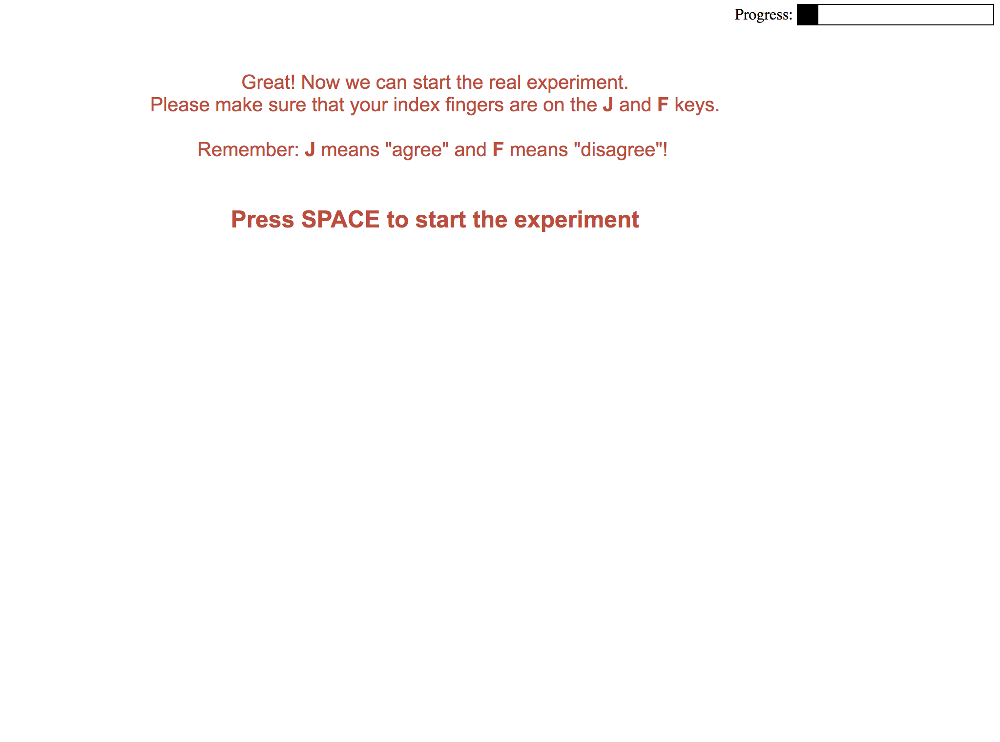 Progress:
Great! Now we can start the real experiment.
Please make sure that your index fingers are on the J and F keys.
Remember: J means "agree" and F means "disagree"!
Press SPACE to start the experiment